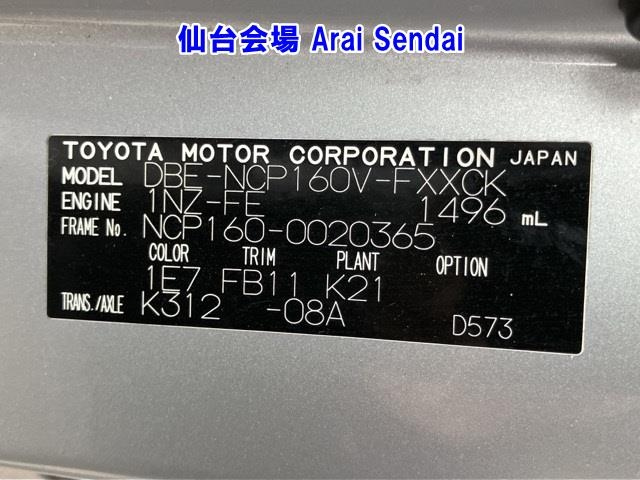 仙台会場 Arai Sendai
TOYOTA MOTOR CORPORATION JAPAN
MODEL DBE-NCP160V-FXXCK
ENGINE 1NZ-FE 1496 mL
FRAME No. NCP160-0020365
COLOR TRIM PLANT OPTION
1E7 FB11 K21
TRANS./AXLE K312 -08A D573